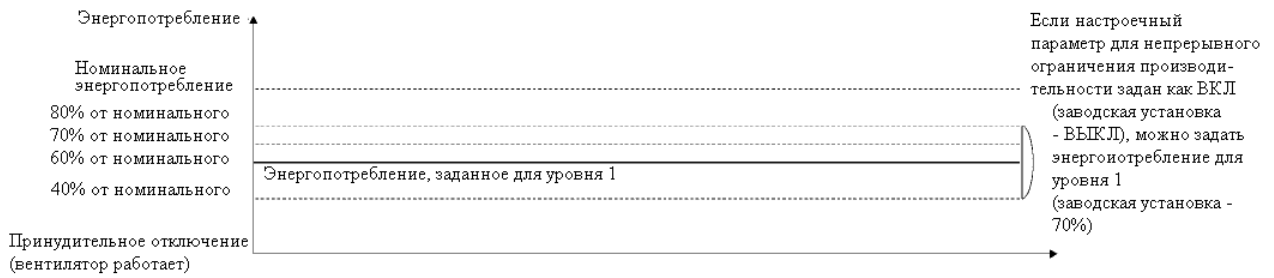 Энергопотребление
Номинальное
энергопотребление
80% от номинального
70% от номинального
60% от номинального
40% от номинального
Принудительное отключение
(вентилятор работает)
Энергопотребление, заданное для уровня 1
Если настроечный
параметр для непрерывного
ограничения производи-
тельности задан как ВКЛ
(заводская установка
- ВЫКЛ), можно задать
энергоиотребление для
уровня 1
(заводская установка -
70%)